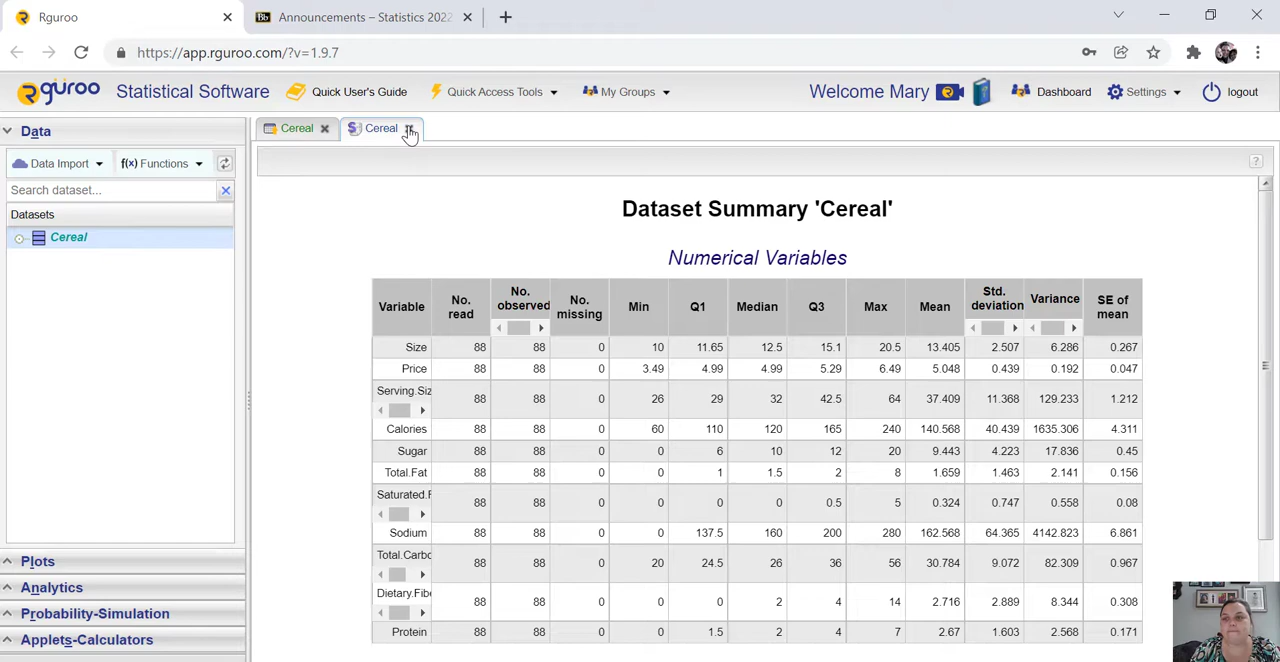 Rguroo
Bb Announcements – Statistics 2022
https://app.rguroo.com/?v=1.9.7
rguroo Statistical Software Quick User's Guide Quick Access Tools My Groups Welcome Mary Dashboard Settings logout
Data
Cereal Cereal
Data Import f(x) Functions
Search dataset...
Datasets
Cereal
Plots
Analytics
Probability-Simulation
Applets-Calculators
?
Dataset Summary 'Cereal'
Numerical Variables
Variable No. read No. observed No. missing Min Q1 Median Q3 Max Mean Std. deviation Variance SE of mean
Size 88 88 0 10 11.65 12.5 15.1 20.5 13.405 2.507 6.286 0.267
Price 88 88 0 3.49 4.99 4.99 5.29 6.49 5.048 0.439 0.192 0.047
Serving.Siz 88 88 0 26 29 32 42.5 64 37.409 11.368 129.233 1.212
Calories 88 88 0 60 110 120 165 240 140.568 40.439 1635.306 4.311
Sugar 88 88 0 0 6 10 12 20 9.443 4.223 17.836 0.45
Total.Fat 88 88 0 0 1 1.5 2 8 1.659 1.463 2.141 0.156
Saturated.F 88 88 0 0 0 0 0.5 5 0.324 0.747 0.558 0.08
Sodium 88 88 0 0 137.5 160 200 280 162.568 64.365 4142.823 6.861
Total.Carbo 88 88 0 20 24.5 26 36 56 30.784 9.072 82.309 0.967
Dietary.Fibe 88 88 0 0 0 2 4 14 2.716 2.889 8.344 0.308
Protein 88 88 0 0 1.5 2 4 7 2.67 1.603 2.568 0.171